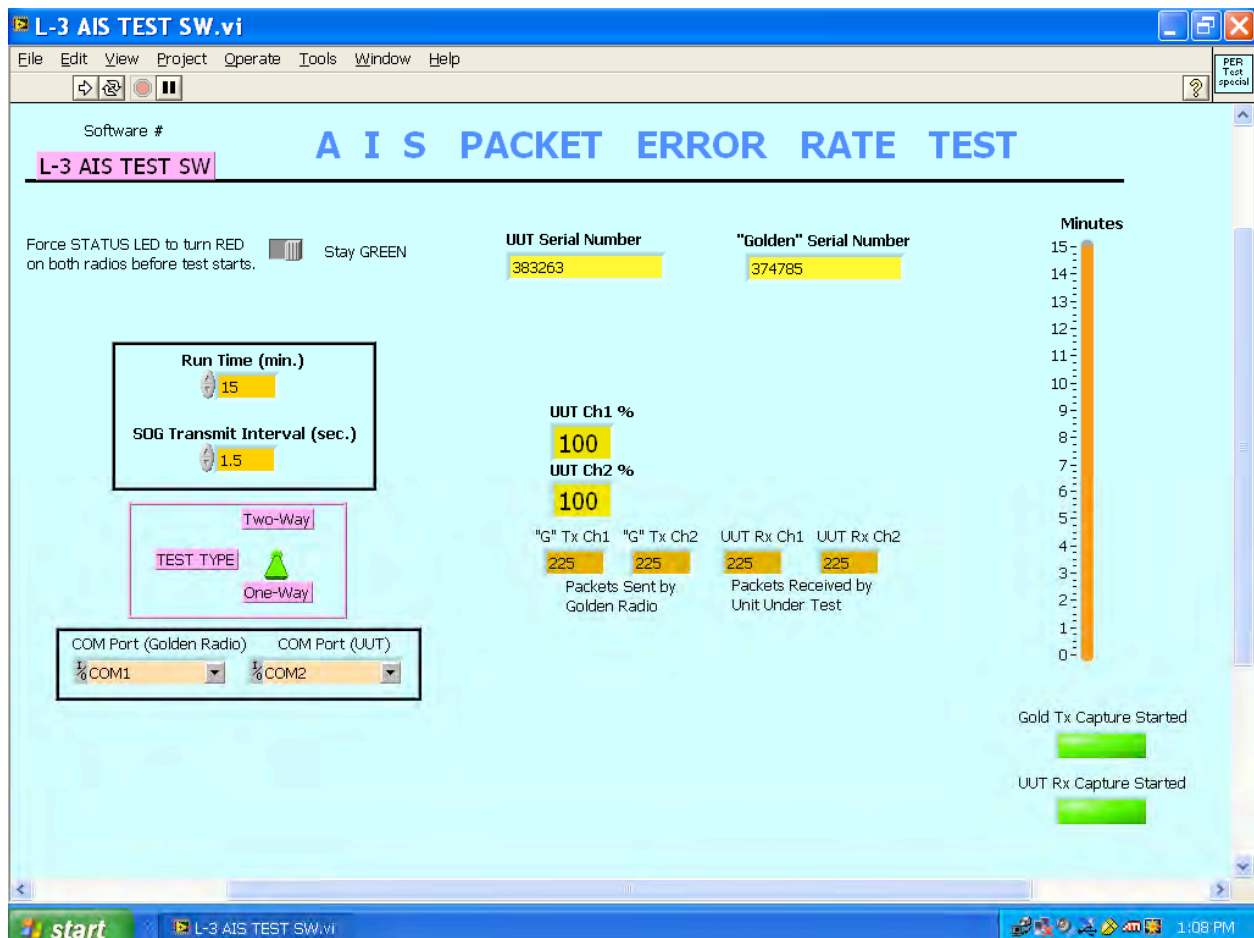 L-3 AIS TEST SW.vi
File Edit View Project Operate Tools Window Help
PER
Test
special
?
Software #
L-3 AIS TEST SW
A I S PACKET ERROR RATE TEST
Force STATUS LED to turn RED
on both radios before test starts.
Stay GREEN
UUT Serial Number
383263
"Golden" Serial Number
374785
Run Time (min.)
15
SOG Transmit Interval (sec.)
1.5
TEST TYPE
Two-Way
One-Way
COM Port (Golden Radio) COM Port (UUT)
COM1 COM2
UUT Ch1 %
100
UUT Ch2 %
100
"G" Tx Ch1 "G" Tx Ch2 UUT Rx Ch1 UUT Rx Ch2
225 225 225 225
Packets Sent by
Golden Radio
Packets Received by
Unit Under Test
Minutes
15
14
13
12
11
10
9
8
7
6
5
4
3
2
1
0
Gold Tx Capture Started
UUT Rx Capture Started
start
L-3 AIS TEST SW.vi
1:08 PM